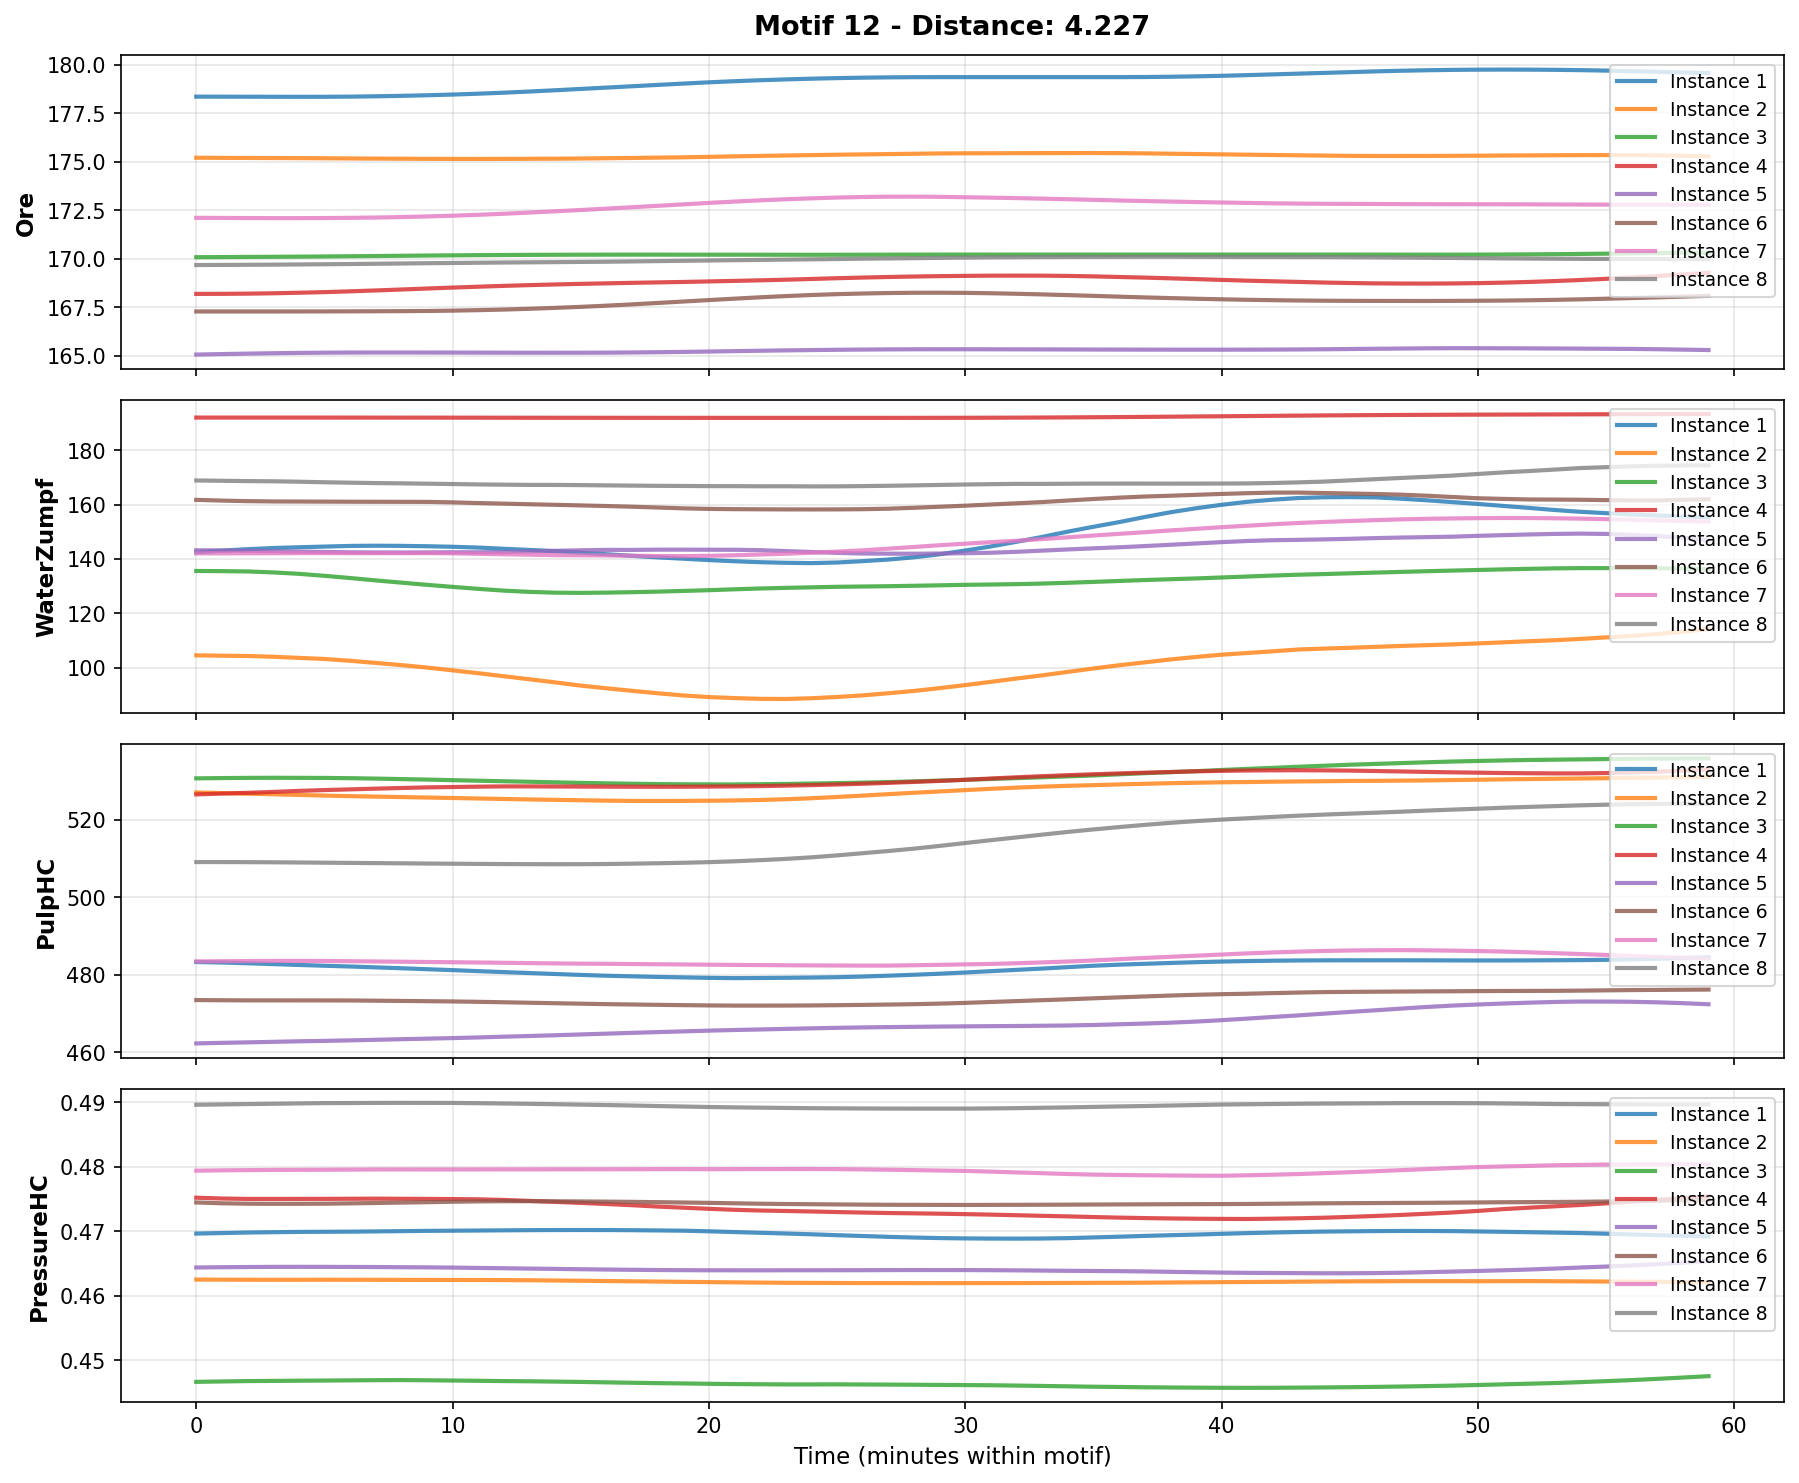 Motif 12 - Distance: 4.227
Ore
180.0
177.5
175.0
172.5
170.0
167.5
165.0
Instance 1
Instance 2
Instance 3
Instance 4
Instance 5
Instance 6
Instance 7
Instance 8
WaterZumpf
180
160
140
120
100
Instance 1
Instance 2
Instance 3
Instance 4
Instance 5
Instance 6
Instance 7
Instance 8
PulpHC
520
500
480
460
Instance 1
Instance 2
Instance 3
Instance 4
Instance 5
Instance 6
Instance 7
Instance 8
PressureHC
0.49
0.48
0.47
0.46
0.45
Instance 1
Instance 2
Instance 3
Instance 4
Instance 5
Instance 6
Instance 7
Instance 8
0 10 20 30 40 50 60
Time (minutes within motif)